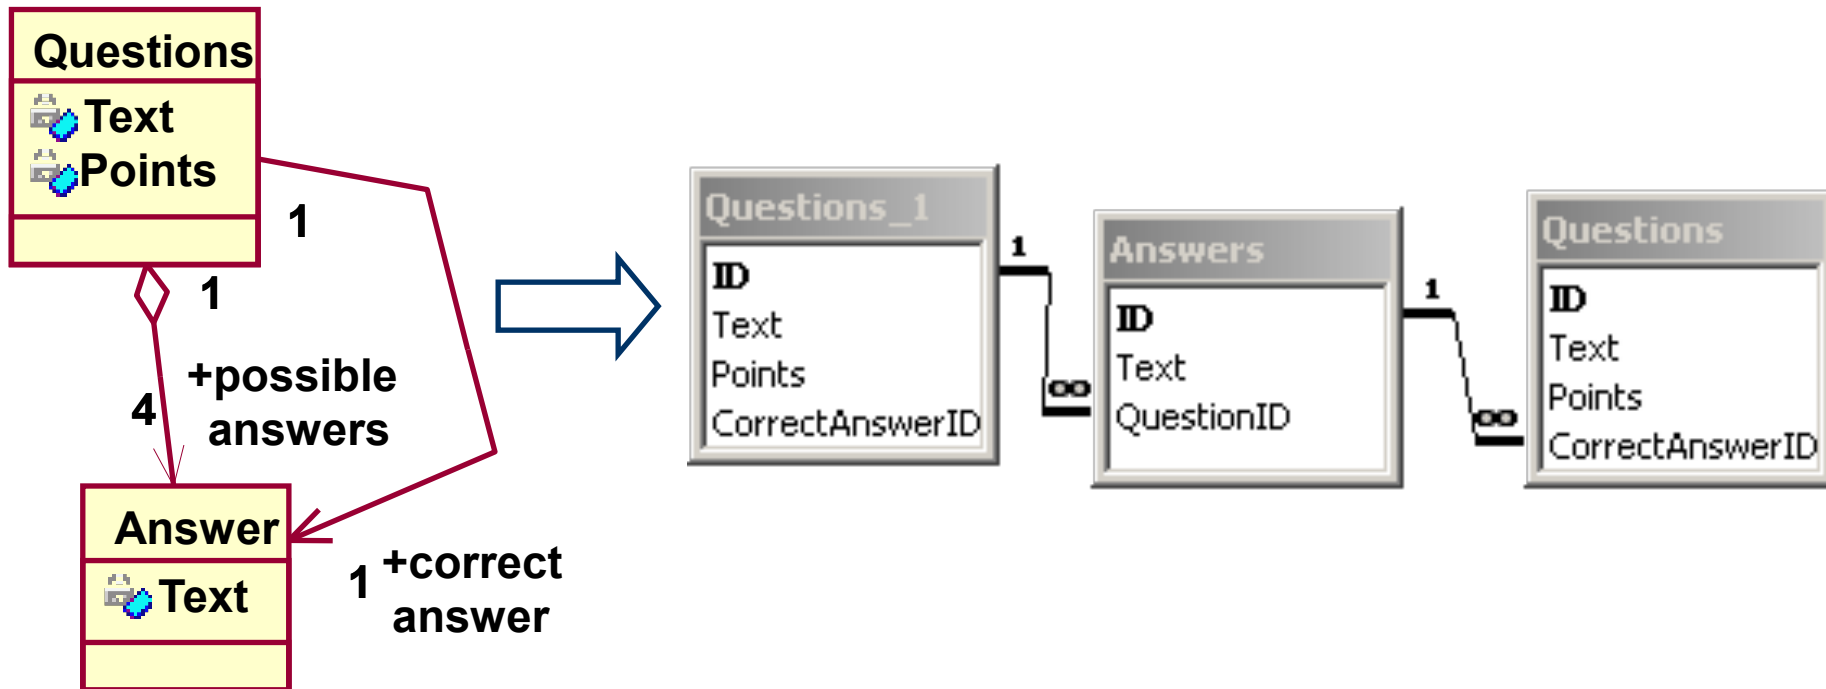 Questions
Text
Points
1
1
+possible
answers
4
Answer
Text
1
+correct
answer
Questions_1
ID
Text
Points
CorrectAnswerID
1
∞
Answers
ID
Text
QuestionID
1
∞
Questions
ID
Text
Points
CorrectAnswerID